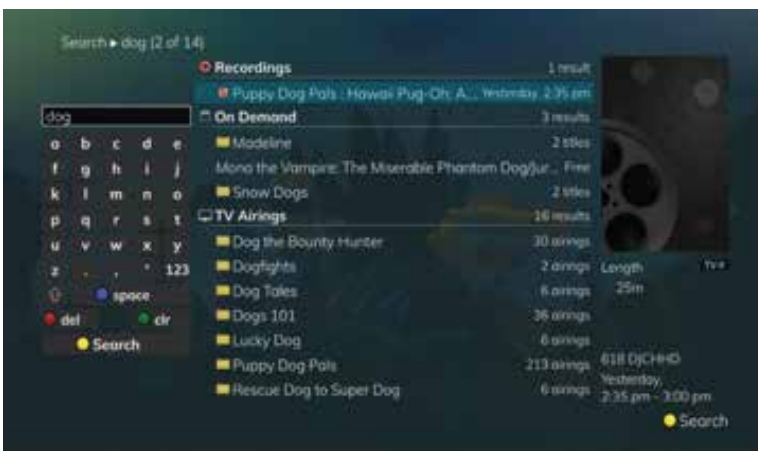 Search ▸ dog (2 of 14)
Recordings 1 result
Puppy Dog Pals : Hawaii Pug-Oh; A... Yesterday, 2:35 pm
dog
On Demand 3 results
a b c d e
Madeline 2 titles
f g h i j
Mona the Vampire: The Miserable Phantom Dog/Jur... Free
k l m n o
Snow Dogs 2 titles
p q r s t
TV Airings 16 results
u v w x y
Dog the Bounty Hunter 30 airings
z . , ' 123
Dogfights 2 airings
Length TV-Y
space
Dog Tales 6 airings
25m
del clr
Dogs 101 36 airings
Search
Lucky Dog 6 airings
Puppy Dog Pals 213 airings
618 DJCHHD
Rescue Dog to Super Dog 6 airings
Yesterday,
2:35 pm - 3:00 pm
Search